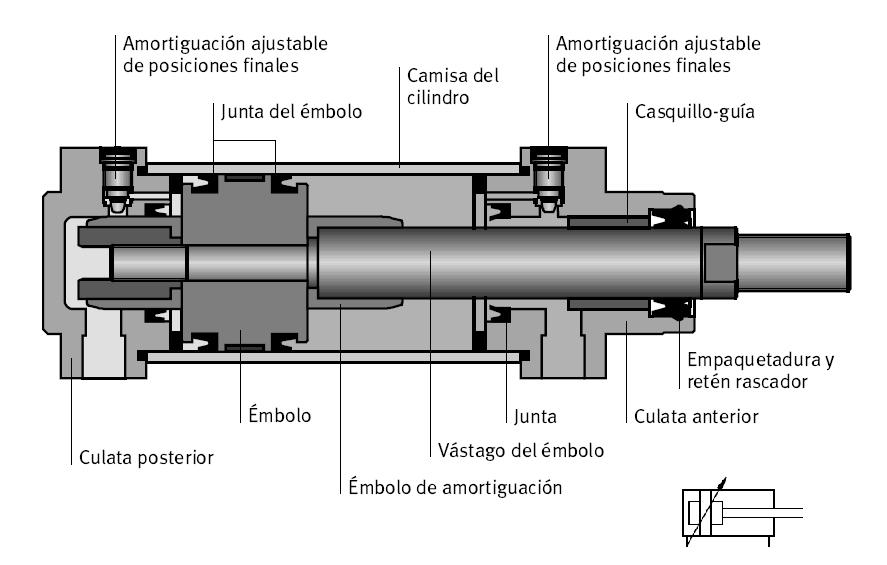 Amortiguación ajustable
de posiciones finales
Amortiguación ajustable
de posiciones finales
Camisa del
cilindro
Junta del émbolo
Casquillo-guía
Empaquetadura y
retén rascador
Émbolo
Junta
Culata anterior
Culata posterior
Vástago del émbolo
Émbolo de amortiguación